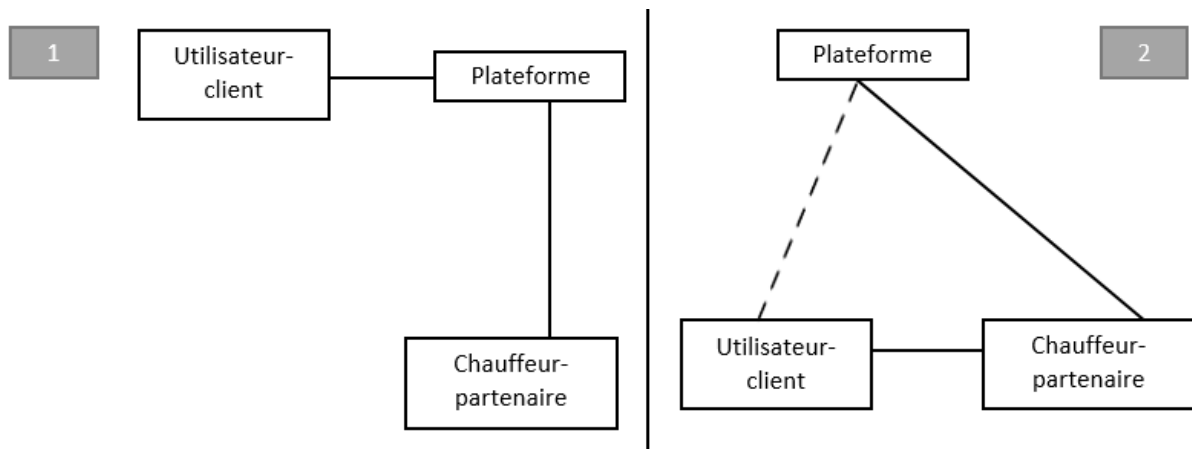 1
Utilisateur-
client
Plateforme
Chauffeur-
partenaire
Plateforme
2
Utilisateur-
client
Chauffeur-
partenaire